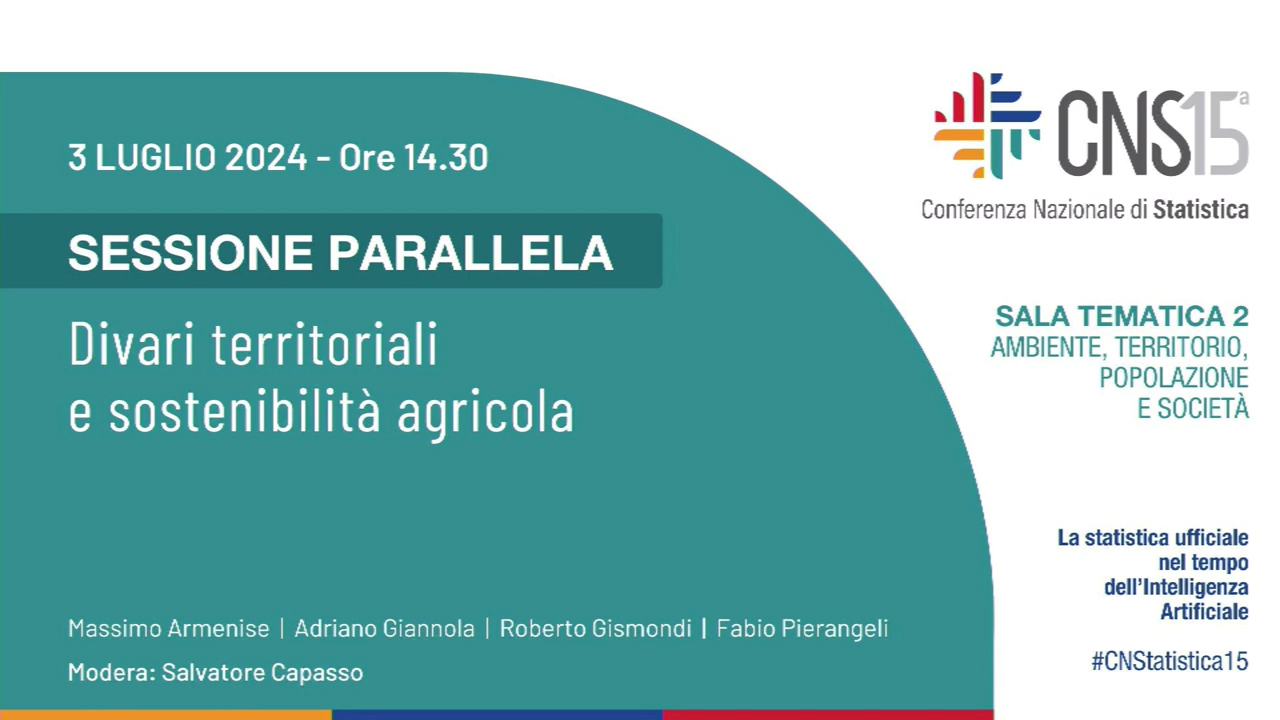 3 LUGLIO 2024 - Ore 14.30
SESSIONE PARALLELA
Divari territoriali
e sostenibilità agricola
Massimo Armenise | Adriano Giannola | Roberto Gismondi | Fabio Pierangeli
Modera: Salvatore Capasso
CNS15ª
Conferenza Nazionale di Statistica
SALA TEMATICA 2
AMBIENTE, TERRITORIO,
POPOLAZIONE
E SOCIETÀ
La statistica ufficiale
nel tempo
dell'Intelligenza
Artificiale
#CNStatistica15